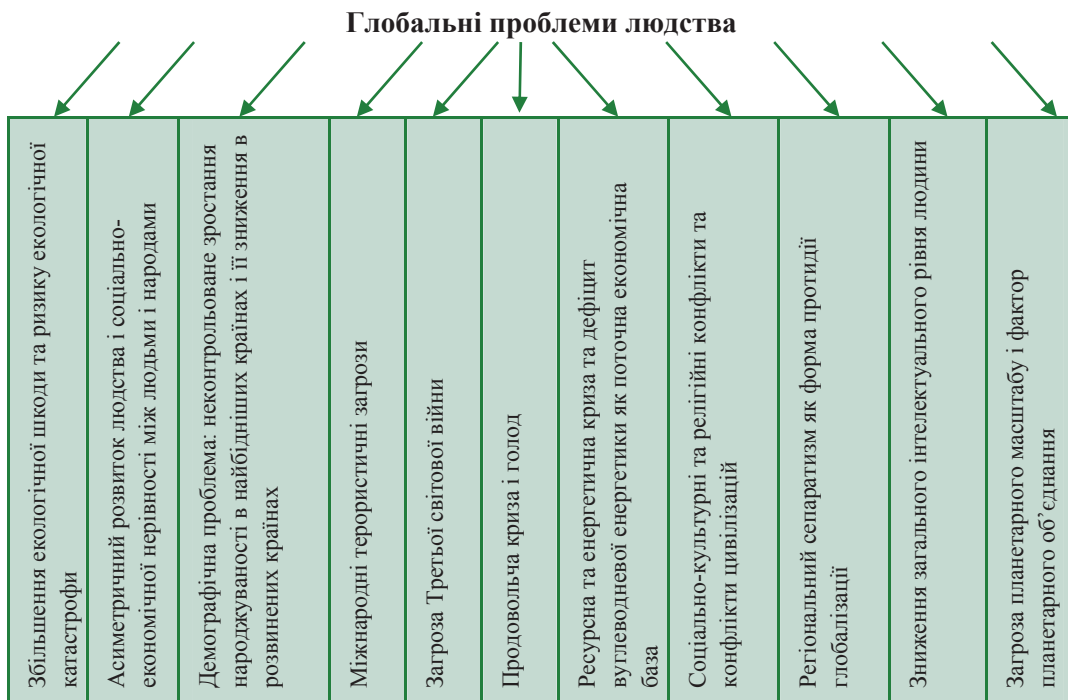 Глобальні проблеми людства
Збільшення екологічної шкоди та ризику екологічної
катастрофи
Асиметричний розвиток людства і соціально-
економічної нерівності між людьми і народами
Демографічна проблема: неконтрольоване зростання
народжуваності в найбідніших країнах і її зниження в
розвинених країнах
Міжнародні терористичні загрози
Загроза Третьої світової війни
Продовольча криза і голод
Ресурсна та енергетична криза та дефіцит
вуглеводневої енергетики як поточна економічна
база
Соціально-культурні та релігійні конфлікти та
конфлікти цивілізацій
Регіональний сепаратизм як форма протидії
глобалізації
Зниження загального інтелектуального рівня людини
Загроза планетарного масштабу і фактор
планетарного об’єднання